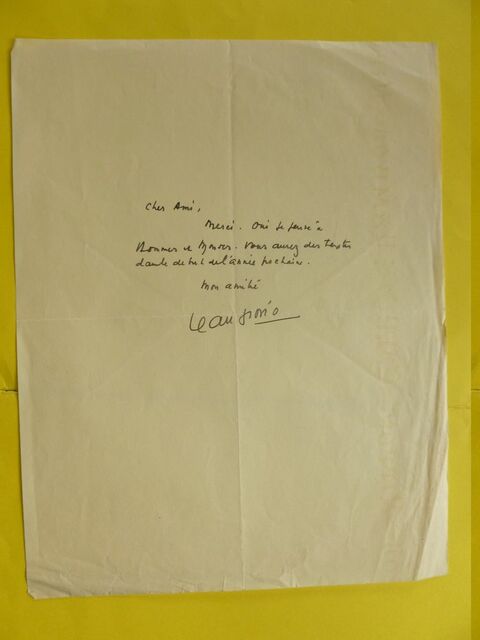 Cher Ami,
Merci. Oui je pense à
Hommes et Mondes. Vous aurez des textes
dans le début de l'année prochaine.
Mon amitié
Jean Giono